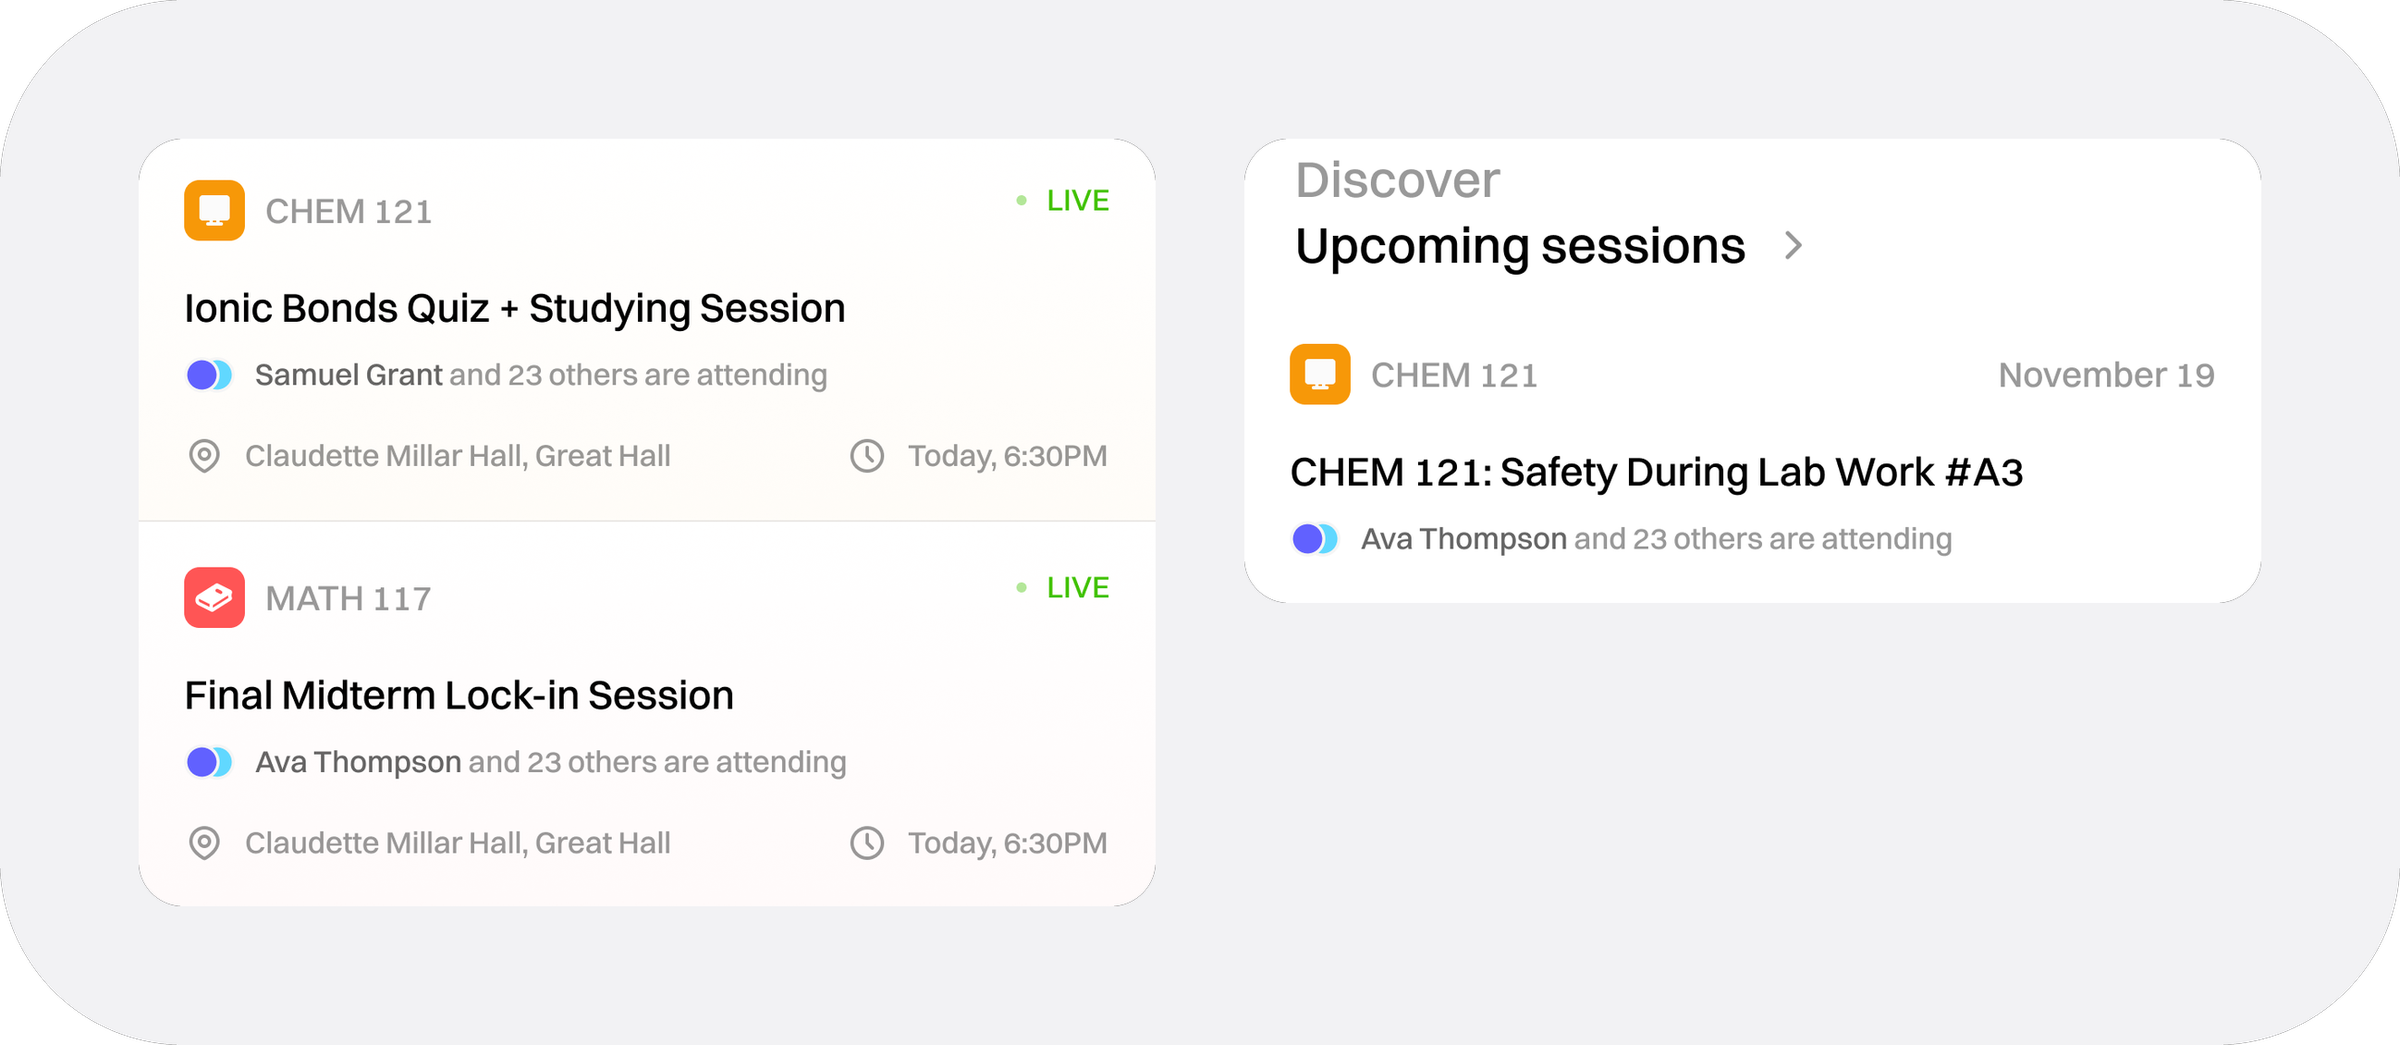 CHEM 121
LIVE
Ionic Bonds Quiz + Studying Session
Samuel Grant and 23 others are attending
Claudette Millar Hall, Great Hall
Today, 6:30PM
MATH 117
LIVE
Final Midterm Lock-in Session
Ava Thompson and 23 others are attending
Claudette Millar Hall, Great Hall
Today, 6:30PM
Discover
Upcoming sessions
CHEM 121
November 19
CHEM 121: Safety During Lab Work #A3
Ava Thompson and 23 others are attending